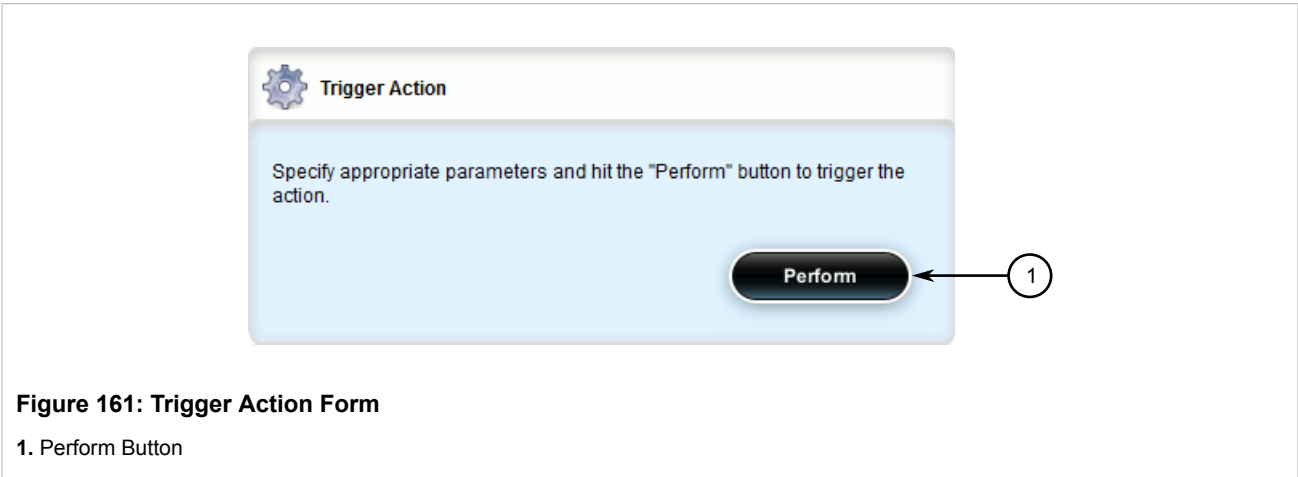 Trigger Action
Specify appropriate parameters and hit the "Perform" button to trigger the
action.
Perform
1
Figure 161: Trigger Action Form
1. Perform Button